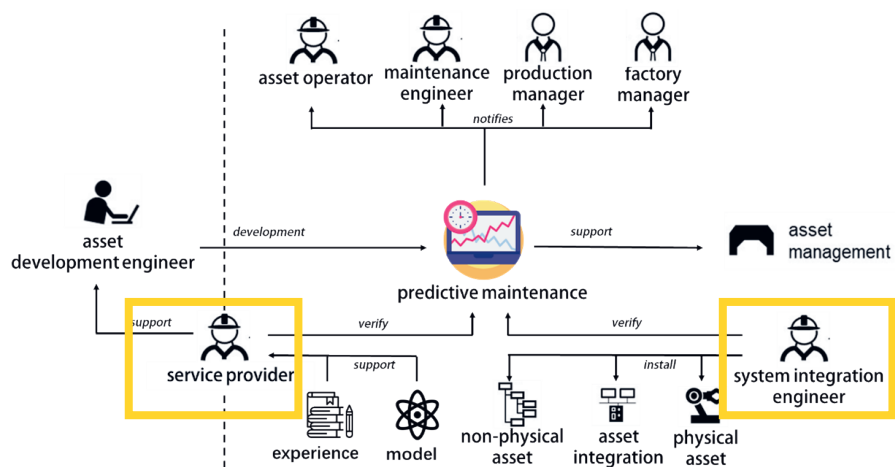 asset operator
maintenance
engineer
production
manager
factory
manager
notifies
asset
development engineer
development
predictive maintenance
support
asset
management
support
service provider
verify
support
verify
install
system integration
engineer
experience
model
non-physical
asset
asset
integration
physical
asset